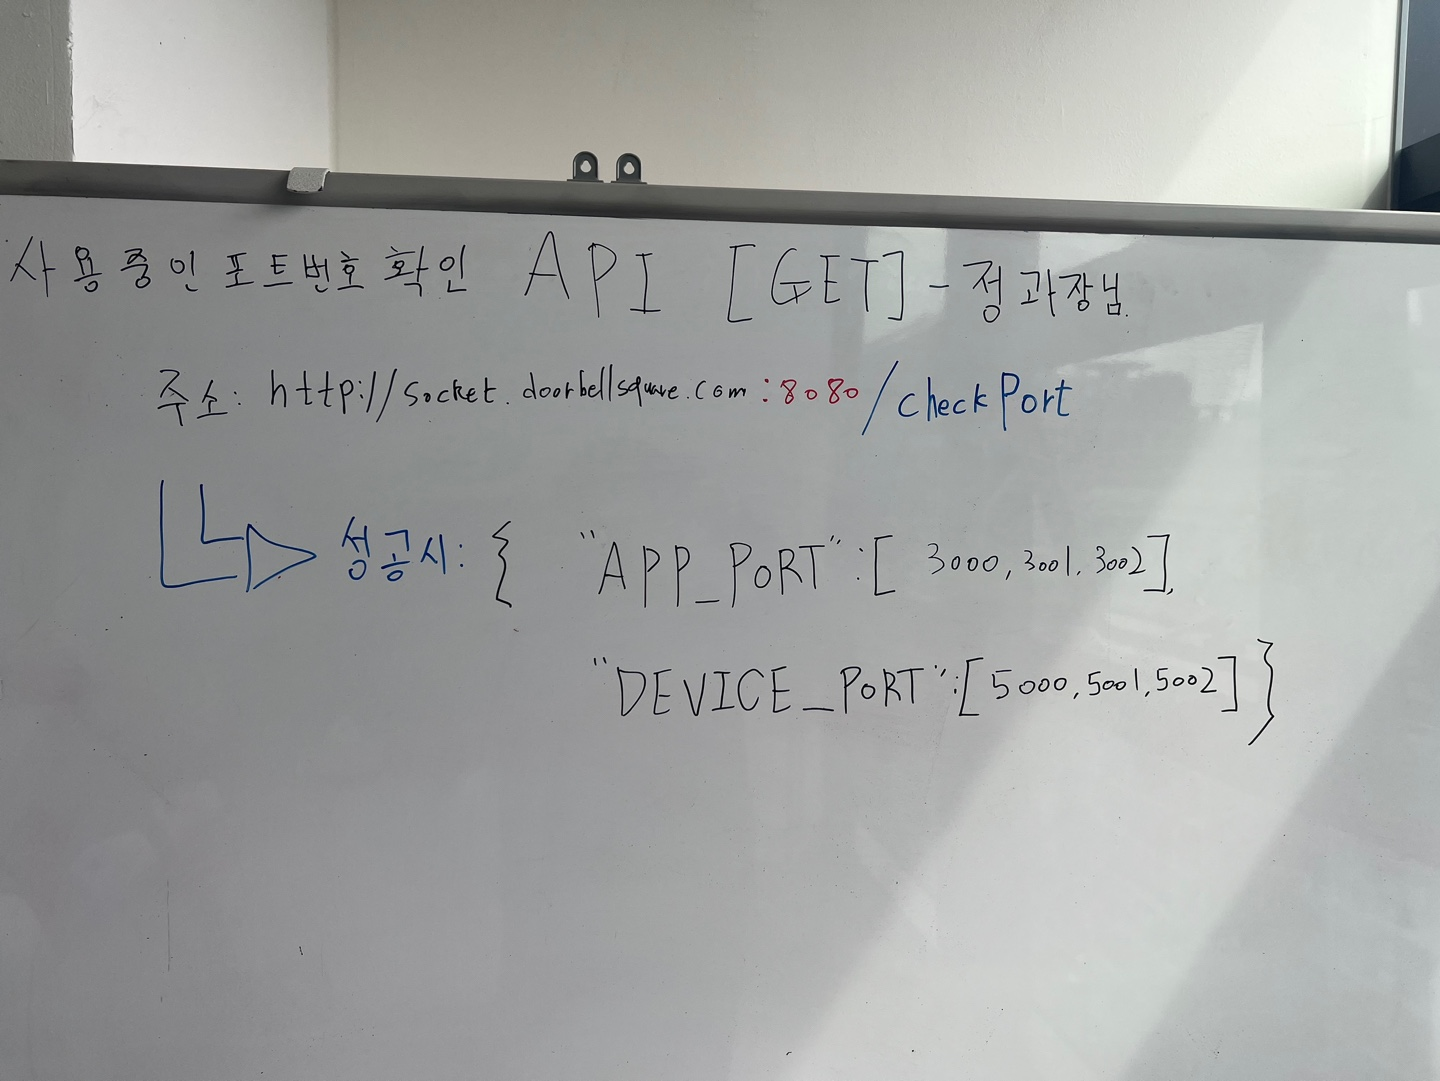 사용중인 포트번호 확인 API [GET] - 정과장님.
주소: http://socket.doorbellsquare.com:8080/checkPort
성공시: { "APP_PORT":[ 3000, 3001, 3002],
"DEVICE_PORT":[5000, 5001, 5002] }